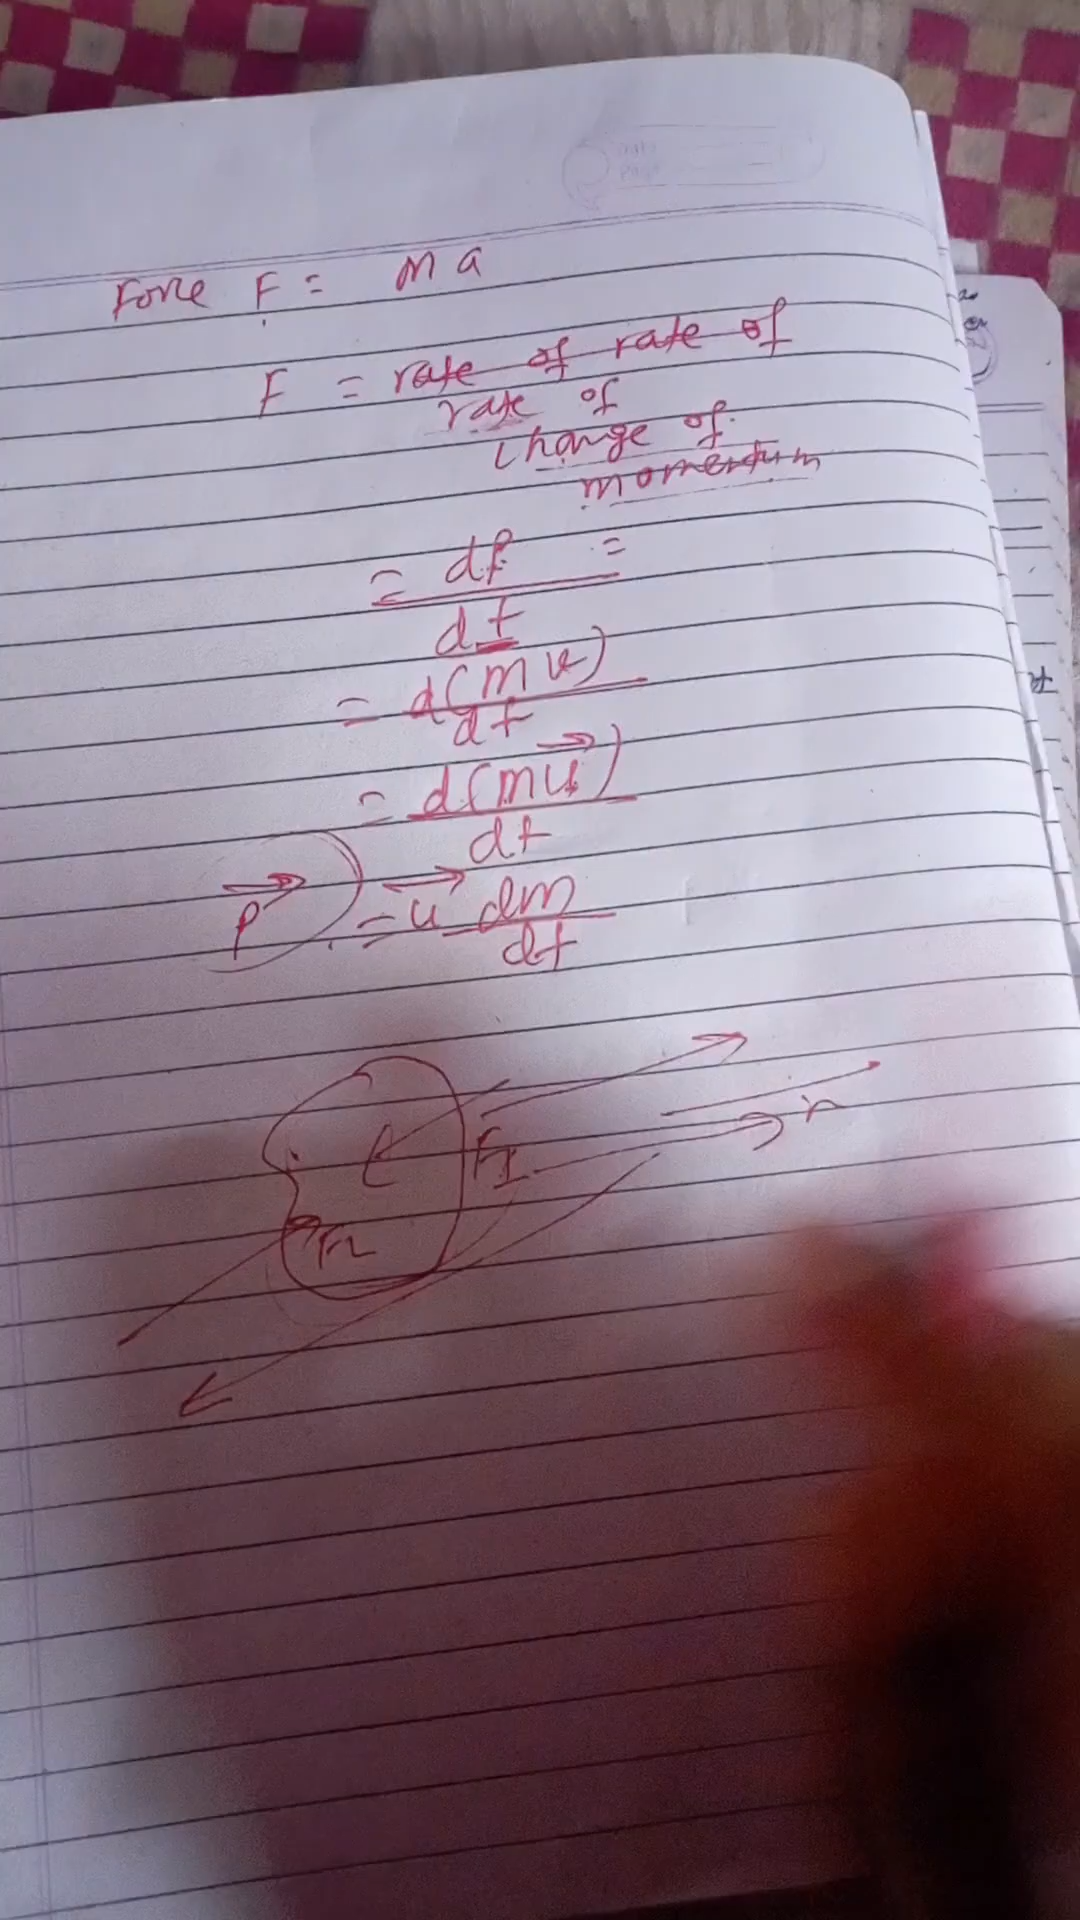 Force F = ma
F = rate of rate of
rate of
change of
momentum
= dp =
dt
= d(mv)
dt
= d(mu→)
dt
p→ = u→ dm
dt
F1
F2